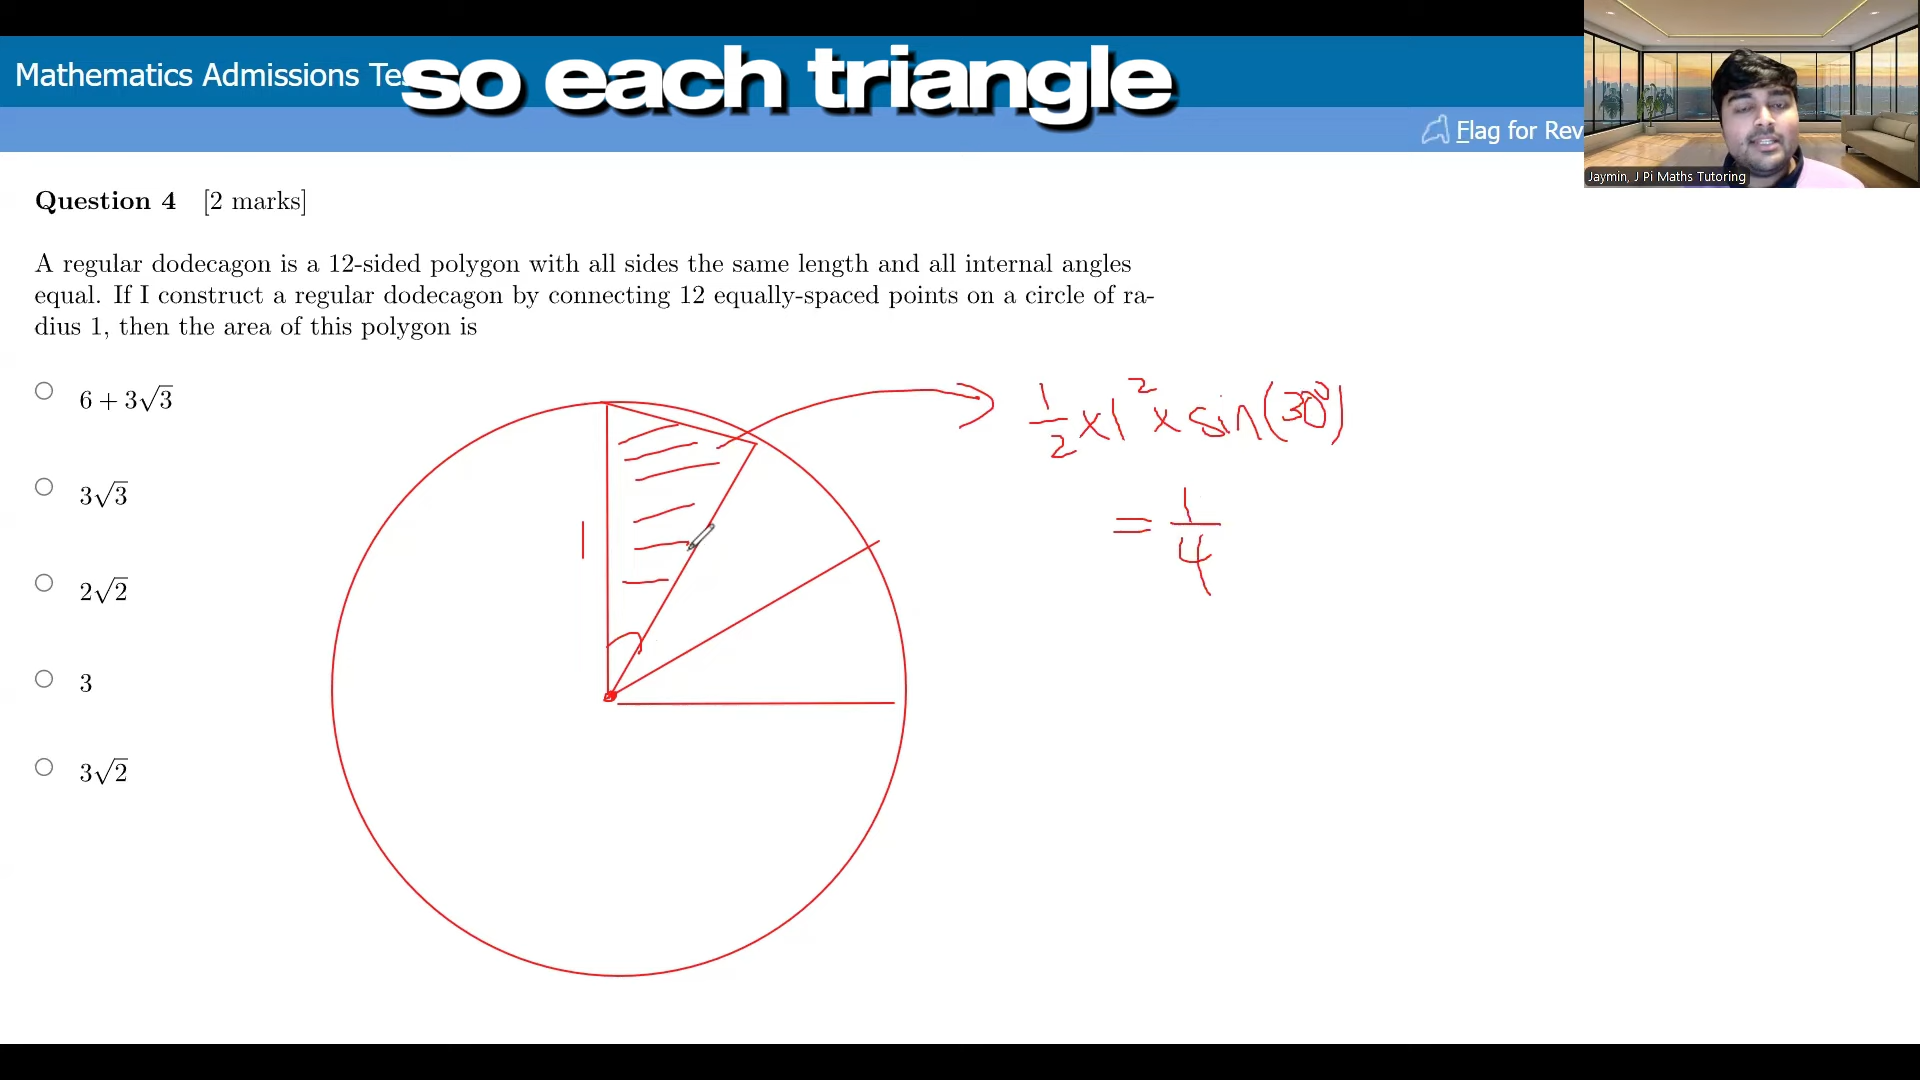 Mathematics Admissions Tes
so each triangle
Flag for Rev
Jaymin, J Pi Maths Tutoring
Question 4 [2 marks]
A regular dodecagon is a 12-sided polygon with all sides the same length and all internal angles
equal. If I construct a regular dodecagon by connecting 12 equally-spaced points on a circle of ra-
dius 1, then the area of this polygon is
6 + 3√3
3√3
2√2
3
3√2
1
1/2 x 1² x sin(30°)
= 1/4